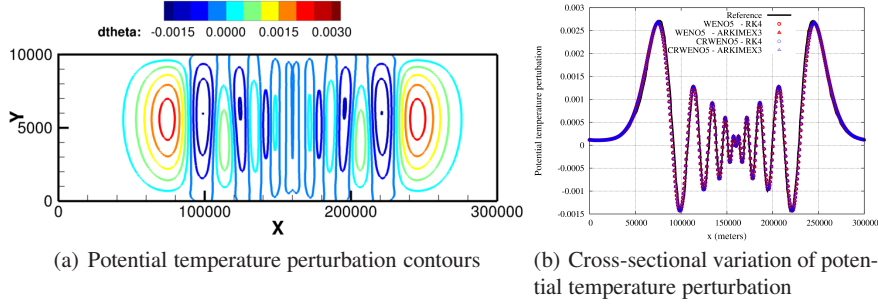 dtheta: -0.0015 0.0000 0.0015 0.0030
Y
10000
5000
0
0 100000 200000 300000
X
(a) Potential temperature perturbation contours
Potential temperature perturbation
0.003
0.0025
0.002
0.0015
0.001
0.0005
0
-0.0005
-0.001
-0.0015
Reference
WENO5 - RK4
WENO5 - ARKIMEX3
CRWENO5 - RK4
CRWENO5 - ARKIMEX3
0 50000 100000 150000 200000 250000 300000
x (meters)
(b) Cross-sectional variation of poten-
tial temperature perturbation